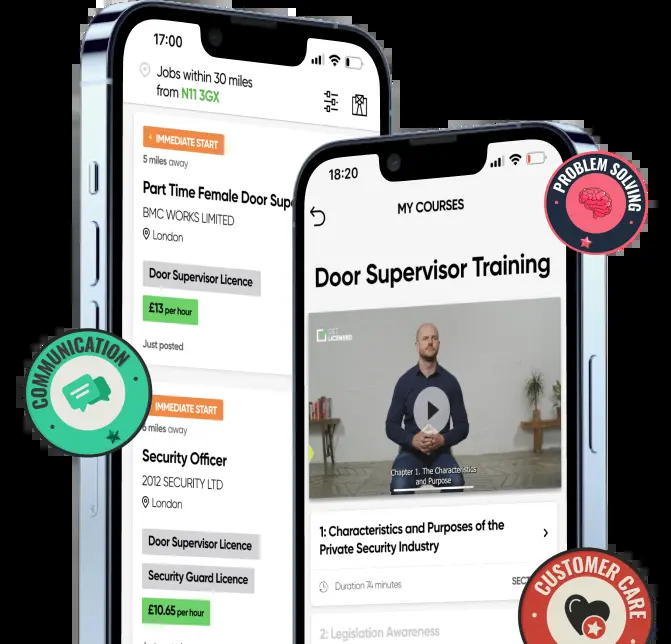 17:00
Jobs within 30 miles
from N11 3GX
IMMEDIATE START
5 miles away
Part Time Female Door Supe
BMC WORKS LIMITED
London
Door Supervisor Licence
£13 per hour
Just posted
IMMEDIATE START
6 miles away
Security Officer
2012 SECURITY LTD
London
Door Supervisor Licence
Security Guard Licence
£10.65 per hour
18:20
MY COURSES
Door Supervisor Training
GET
LICENSED
Chapter 1. The Characteristics
and Purpose
1: Characteristics and Purposes of the
Private Security Industry
Duration 74 minutes
SECT
2: Legislation Awareness
COMMUNICATION
PROBLEM SOLVING
CUSTOMER CARE